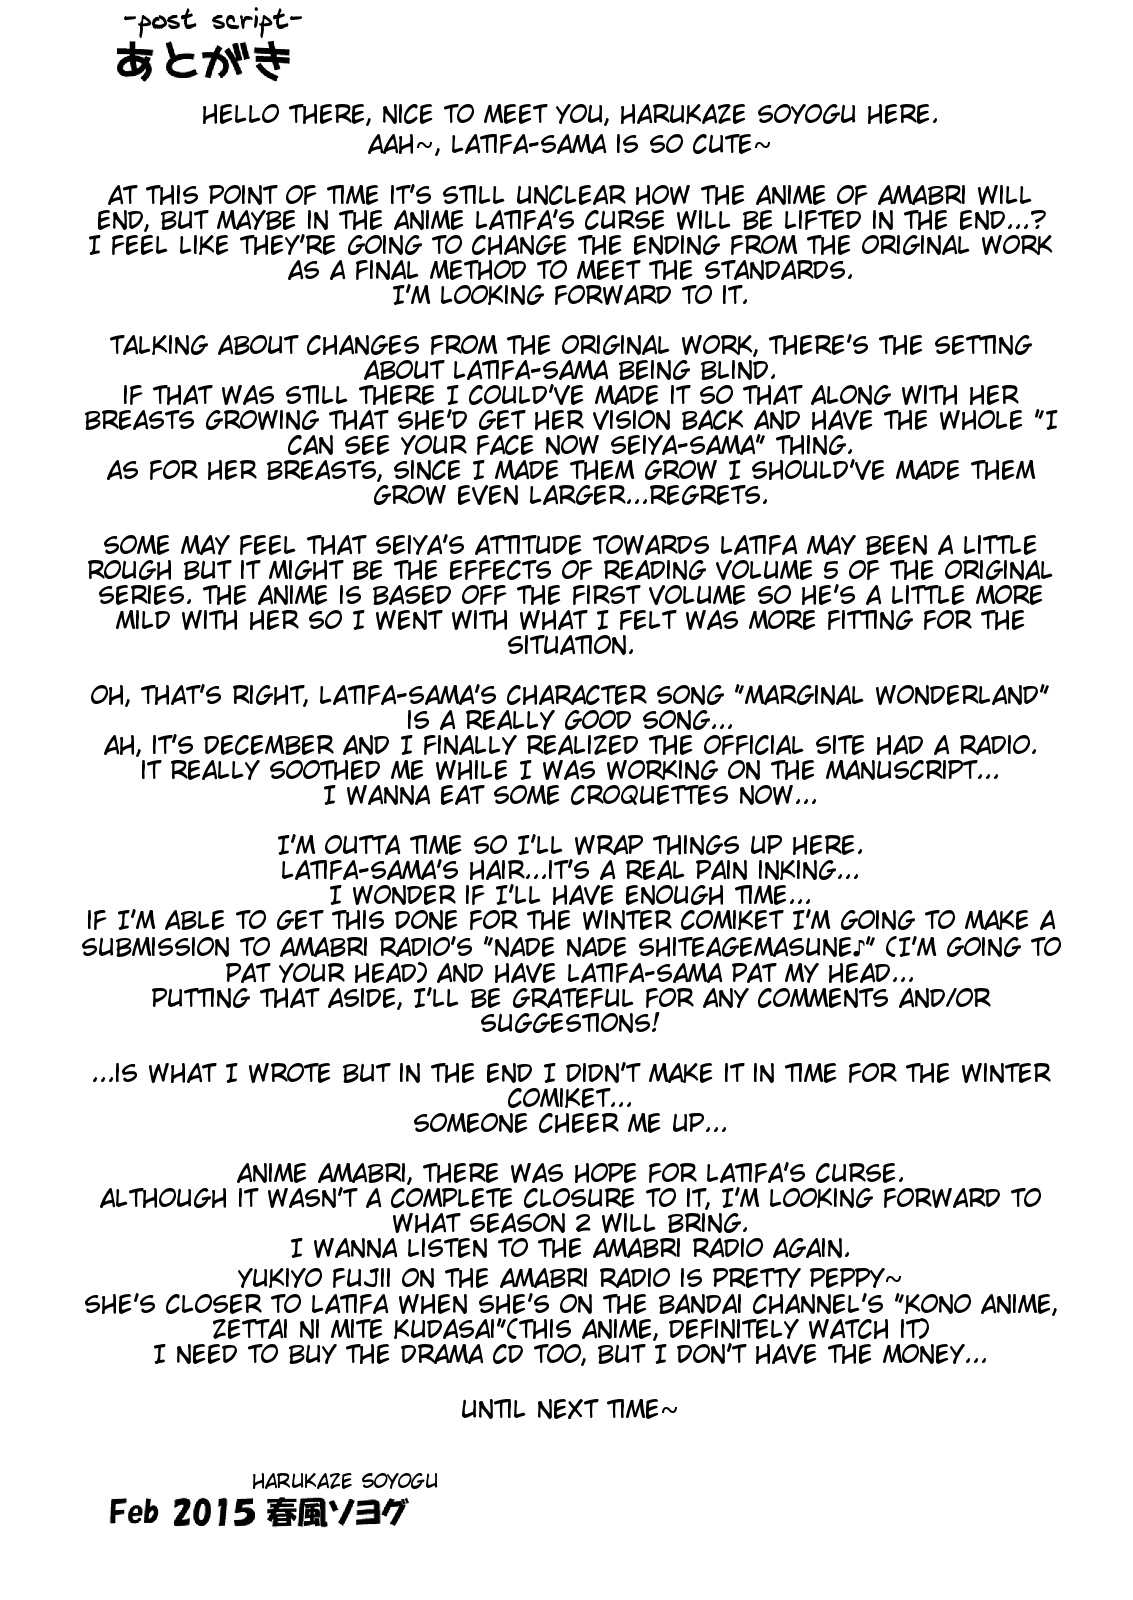 -post script-
あとがき
HELLO THERE, NICE TO MEET YOU, HARUKAZE SOYOGU HERE.
AAH~, LATIFA-SAMA IS SO CUTE~
AT THIS POINT OF TIME IT'S STILL UNCLEAR HOW THE ANIME OF AMABRI WILL
END, BUT MAYBE IN THE ANIME LATIFA'S CURSE WILL BE LIFTED IN THE END...?
I FEEL LIKE THEY'RE GOING TO CHANGE THE ENDING FROM THE ORIGINAL WORK
AS A FINAL METHOD TO MEET THE STANDARDS.
I'M LOOKING FORWARD TO IT.
TALKING ABOUT CHANGES FROM THE ORIGINAL WORK, THERE'S THE SETTING
ABOUT LATIFA-SAMA BEING BLIND.
IF THAT WAS STILL THERE I COULD'VE MADE IT SO THAT ALONG WITH HER
BREASTS GROWING THAT SHE'D GET HER VISION BACK AND HAVE THE WHOLE "I
CAN SEE YOUR FACE NOW SEIYA-SAMA" THING.
AS FOR HER BREASTS, SINCE I MADE THEM GROW I SHOULD'VE MADE THEM
GROW EVEN LARGER...REGRETS.
SOME MAY FEEL THAT SEIYA'S ATTITUDE TOWARDS LATIFA MAY BEEN A LITTLE
ROUGH BUT IT MIGHT BE THE EFFECTS OF READING VOLUME 5 OF THE ORIGINAL
SERIES. THE ANIME IS BASED OFF THE FIRST VOLUME SO HE'S A LITTLE MORE
MILD WITH HER SO I WENT WITH WHAT I FELT WAS MORE FITTING FOR THE
SITUATION.
OH, THAT'S RIGHT, LATIFA-SAMA'S CHARACTER SONG "MARGINAL WONDERLAND"
IS A REALLY GOOD SONG...
AH, IT'S DECEMBER AND I FINALLY REALIZED THE OFFICIAL SITE HAD A RADIO.
IT REALLY SOOTHED ME WHILE I WAS WORKING ON THE MANUSCRIPT...
I WANNA EAT SOME CROQUETTES NOW...
I'M OUTTA TIME SO I'LL WRAP THINGS UP HERE.
LATIFA-SAMA'S HAIR...IT'S A REAL PAIN INKING...
I WONDER IF I'LL HAVE ENOUGH TIME...
IF I'M ABLE TO GET THIS DONE FOR THE WINTER COMIKET I'M GOING TO MAKE A
SUBMISSION TO AMABRI RADIO'S "NADE NADE SHITEAGEMASUNE♪" (I'M GOING TO
PAT YOUR HEAD) AND HAVE LATIFA-SAMA PAT MY HEAD...
PUTTING THAT ASIDE, I'LL BE GRATEFUL FOR ANY COMMENTS AND/OR
SUGGESTIONS!
...IS WHAT I WROTE BUT IN THE END I DIDN'T MAKE IT IN TIME FOR THE WINTER
COMIKET...
SOMEONE CHEER ME UP...
ANIME AMABRI, THERE WAS HOPE FOR LATIFA'S CURSE.
ALTHOUGH IT WASN'T A COMPLETE CLOSURE TO IT, I'M LOOKING FORWARD TO
WHAT SEASON 2 WILL BRING.
I WANNA LISTEN TO THE AMABRI RADIO AGAIN.
YUKIYO FUJII ON THE AMABRI RADIO IS PRETTY PEPPY~
SHE'S CLOSER TO LATIFA WHEN SHE'S ON THE BANDAI CHANNEL'S "KONO ANIME,
ZETTAI NI MITE KUDASAI"(THIS ANIME, DEFINITELY WATCH IT)
I NEED TO BUY THE DRAMA CD TOO, BUT I DON'T HAVE THE MONEY...
UNTIL NEXT TIME~
HARUKAZE SOYOGU
Feb 2015 春風ソヨグ